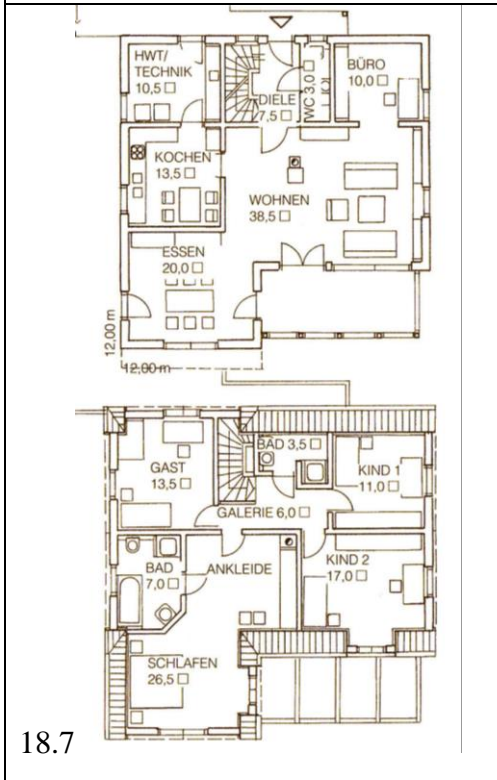 HWT/
TECHNIK
10,5 □
DIELE
7,5 □
WC 3,0 □
BÜRO
10,0 □
KOCHEN
13,5 □
WOHNEN
38,5 □
ESSEN
20,0 □
12,00 m
12,00 m
BAD 3,5 □
GAST
13,5 □
KIND 1
11,0 □
GALERIE 6,0 □
BAD
7,0 □
ANKLEIDE
KIND 2
17,0 □
SCHLAFEN
26,5 □
18.7